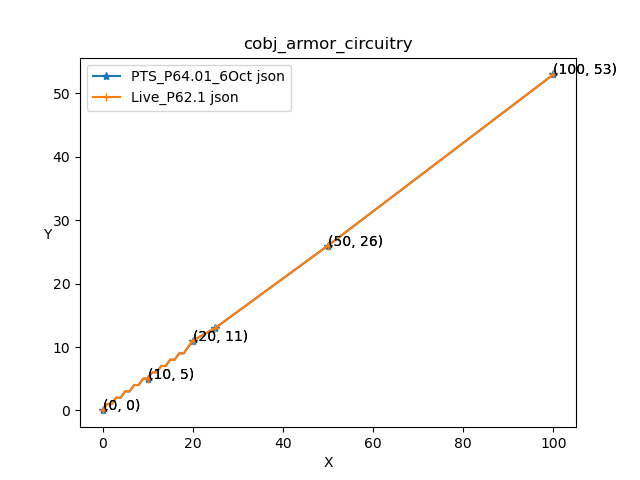 cobj_armor_circuitry
PTS_P64.01_6Oct json
Live_P62.1 json
(100, 53)
(50, 26)
(20, 11)
(10, 5)
(0, 0)
Y
50
40
30
20
10
0
0 20 40 60 80 100
X